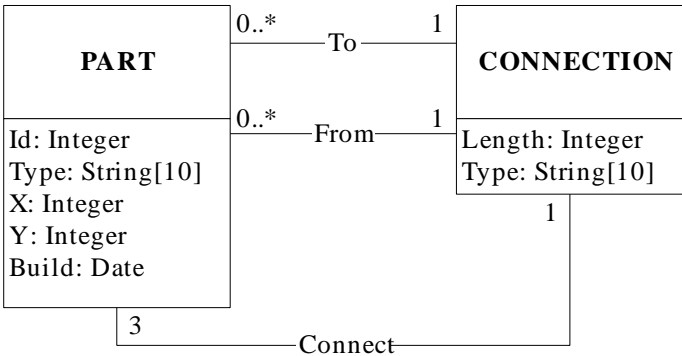 0..*
To
1
PART
CONNECTION
0..*
From
1
Id: Integer
Type: String[10]
X: Integer
Y: Integer
Build: Date
Length: Integer
Type: String[10]
1
3
Connect